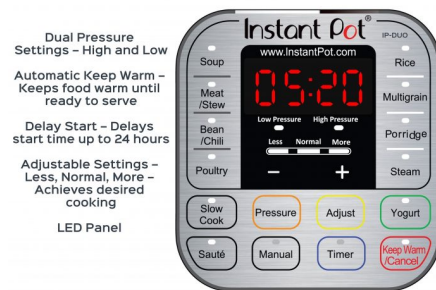 Dual Pressure
Settings – High and Low
Automatic Keep Warm –
Keeps food warm until
ready to serve
Delay Start – Delays
start time up to 24 hours
Adjustable Settings –
Less, Normal, More –
Achieves desired
cooking
LED Panel
Instant Pot®
www.InstantPot.com
IP-DUO
Soup
Meat
/Stew
Bean
/Chili
Poultry
05:20
Low Pressure High Pressure
Less Normal More
− +
Rice
Multigrain
Porridge
Steam
Slow
Cook
Pressure
Adjust
Yogurt
Sauté
Manual
Timer
Keep Warm
/Cancel